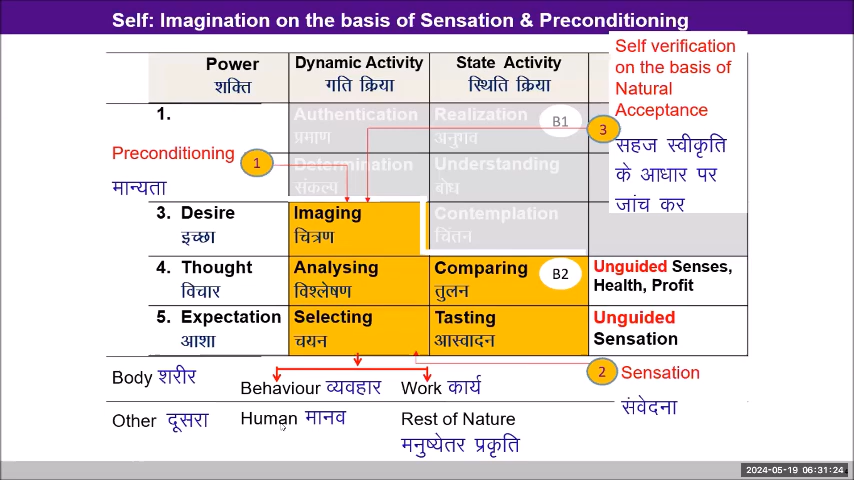 Self: Imagination on the basis of Sensation & Preconditioning
Power
शक्ति
Dynamic Activity
गति क्रिया
State Activity
स्थिति क्रिया
Self verification
on the basis of
Natural
Acceptance
सहज स्वीकृति
के आधार पर
जांच कर
3
1.
Authentication
प्रमाण
Realization
अनुभव
B1
Preconditioning
मान्यता
1
Determination
संकल्प
Understanding
बोध
3. Desire
इच्छा
Imaging
चित्रण
Contemplation
चिंतन
4. Thought
विचार
Analysing
विश्लेषण
Comparing
तुलन
B2
Unguided Senses,
Health, Profit
5. Expectation
आशा
Selecting
चयन
Tasting
आस्वादन
Unguided
Sensation
Body शरीर
Behaviour व्यवहार
Work कार्य
2
Sensation
संवेदना
Other दूसरा
Human मानव
Rest of Nature
मनुष्येतर प्रकृति
2024-05-19 06:31:24